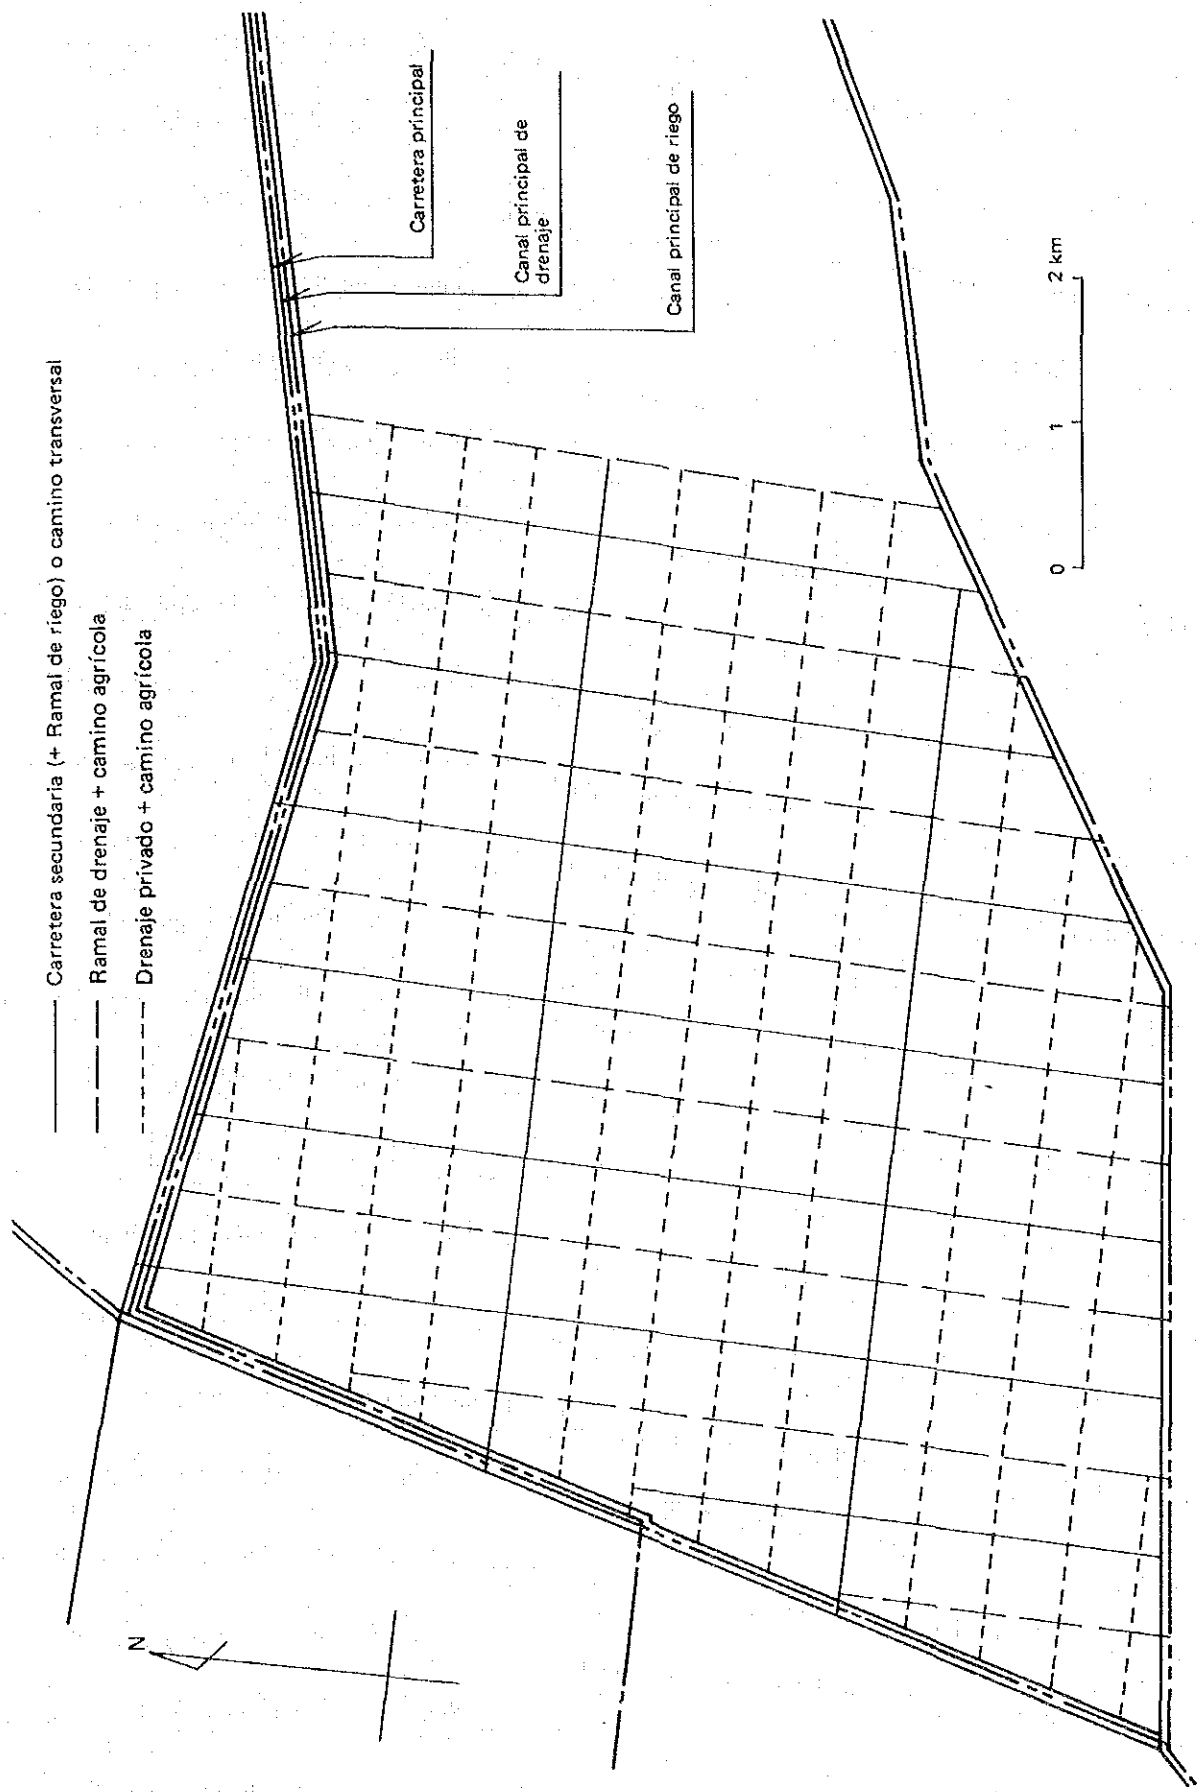 Carretera secundaria (+ Ramal de riego) o camino transversal
Ramal de drenaje + camino agrícola
Drenaje privado + camino agrícola
Carretera principal
Canal principal de
drenaje
Canal principal de riego
N
0 1 2 km